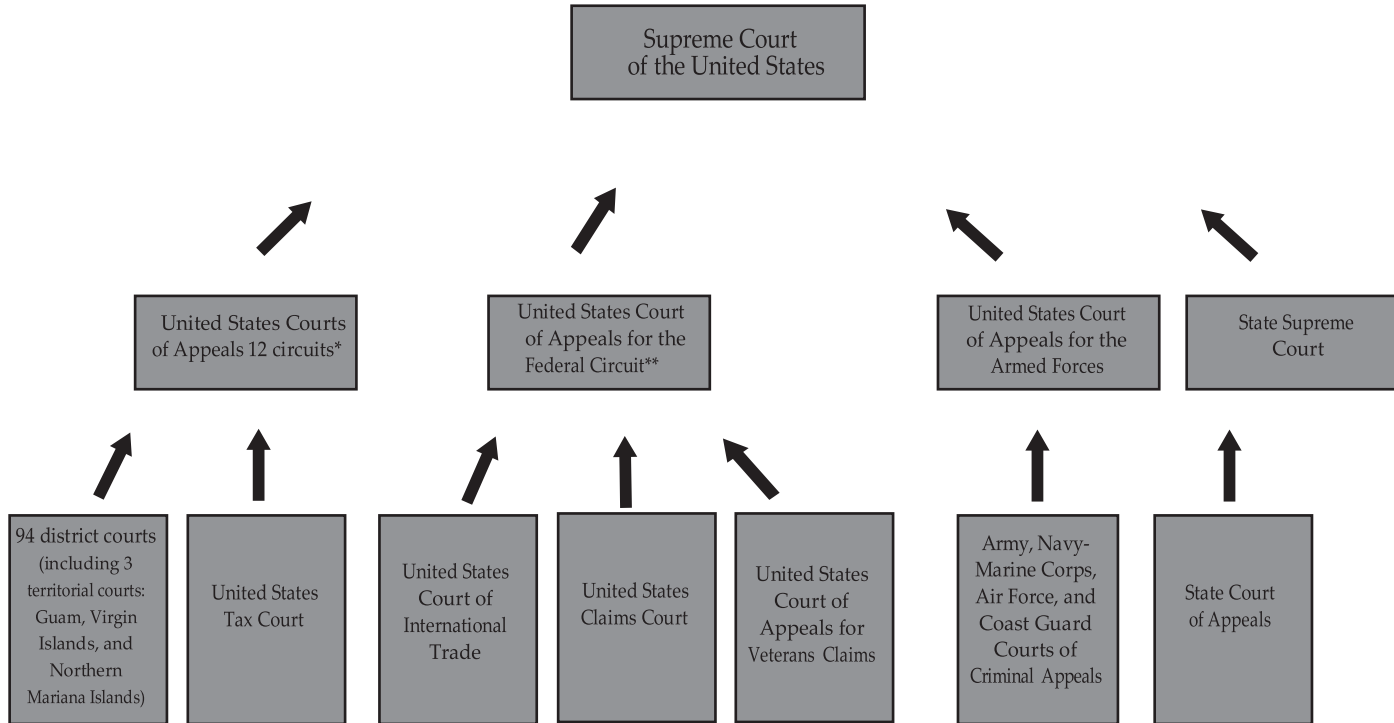 Supreme Court
of the United States
United States Courts
of Appeals 12 circuits*
United States Court
of Appeals for the
Federal Circuit**
United States Court
of Appeals for the
Armed Forces
State Supreme
Court
94 district courts
(including 3
territorial courts:
Guam, Virgin
Islands, and
Northern
Mariana Islands)
United States
Tax Court
United States
Court of
International
Trade
United States
Claims Court
United States
Court of
Appeals for
Veterans Claims
Army, Navy-
Marine Corps,
Air Force, and
Coast Guard
Courts of
Criminal Appeals
State Court
of Appeals